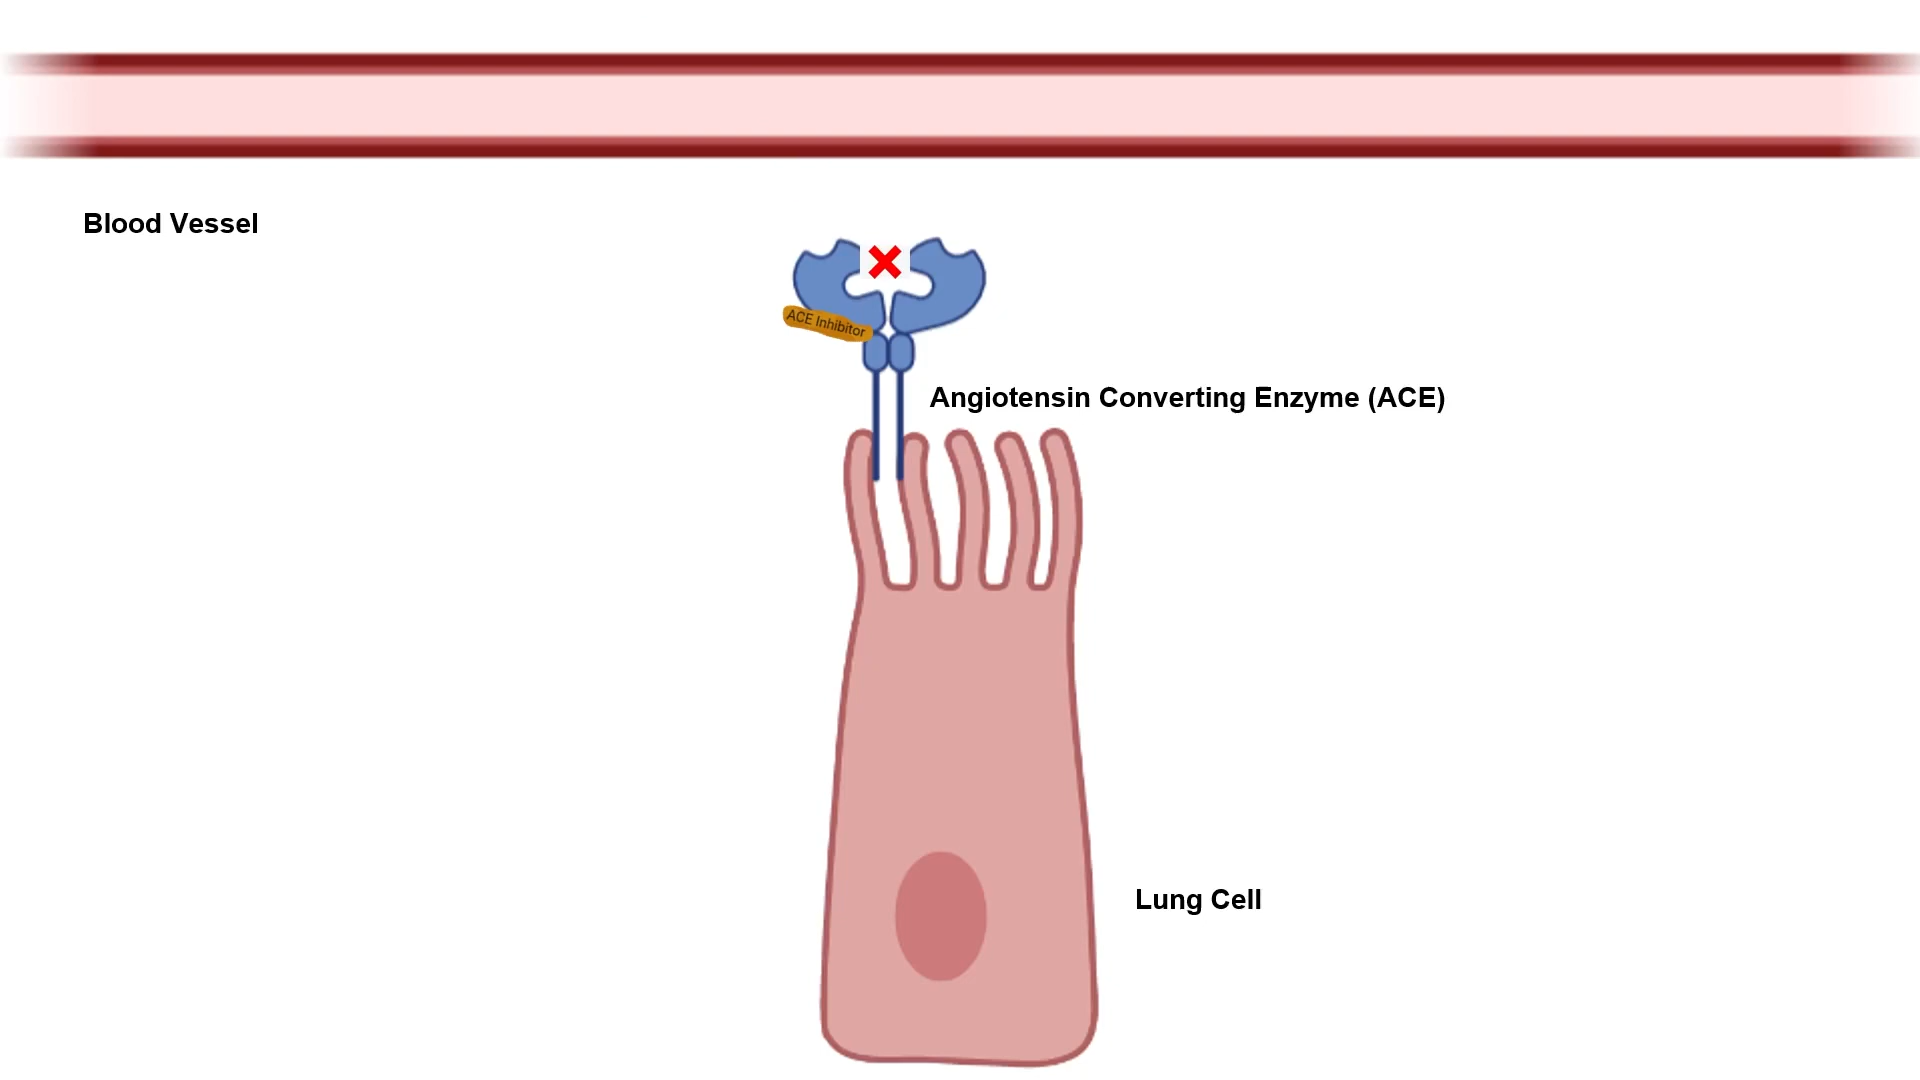 Blood Vessel
ACE Inhibitor
Angiotensin Converting Enzyme (ACE)
Lung Cell